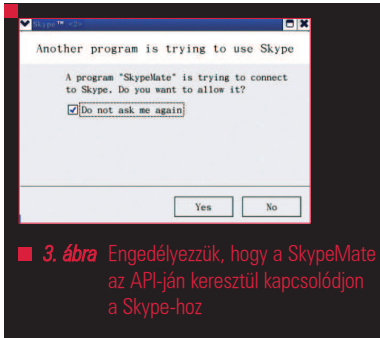 Skype™ <2>
Another program is trying to use Skype
A program "SkypeMate" is trying to connect
to Skype. Do you want to allow it?
Do not ask me again
Yes No
3. ábra Engedélyezzük, hogy a SkypeMate
az API-ján keresztül kapcsolódjon
a Skype-hoz